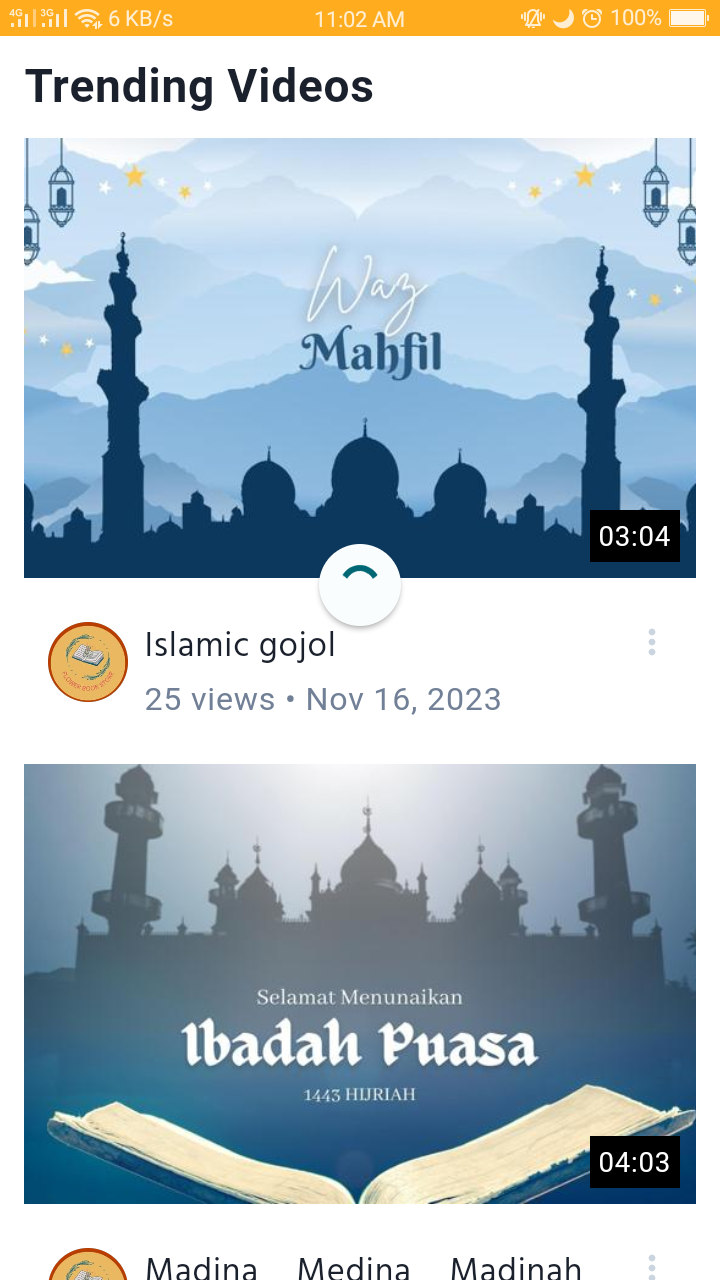 4G 3G 6 KB/s 11:02 AM 100%
Trending Videos
Waz
Mahfil
03:04
Islamic gojol
25 views • Nov 16, 2023
Selamat Menunaikan
Ibadah Puasa
1443 HIJRIAH
04:03
Madina Medina Madinah